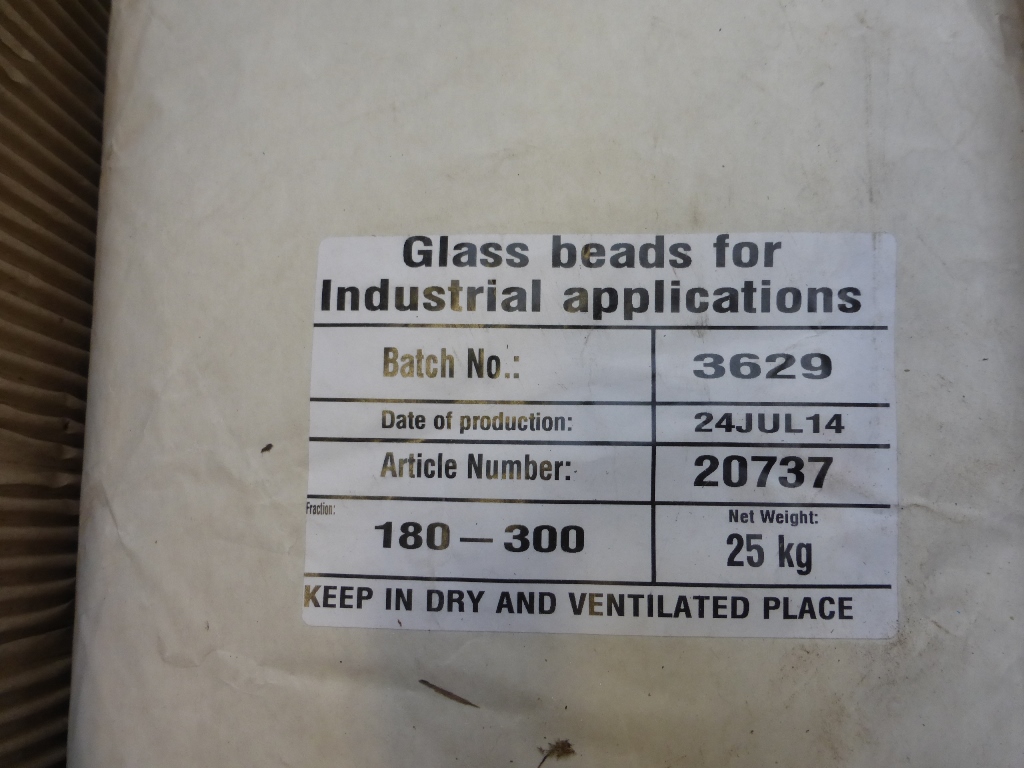 Glass beads for
Industrial applications
Batch No.: 3629
Date of production: 24JUL14
Article Number: 20737
Fraction: 180 – 300
Net Weight: 25 kg
KEEP IN DRY AND VENTILATED PLACE